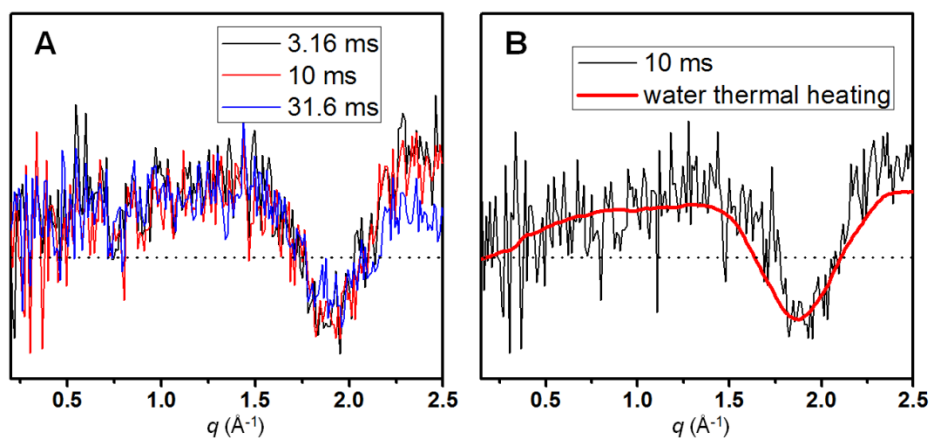 A
3.16 ms
10 ms
31.6 ms
0.5 1.0 1.5 2.0 2.5
q (Å⁻¹)
B
10 ms
water thermal heating
0.5 1.0 1.5 2.0 2.5
q (Å⁻¹)